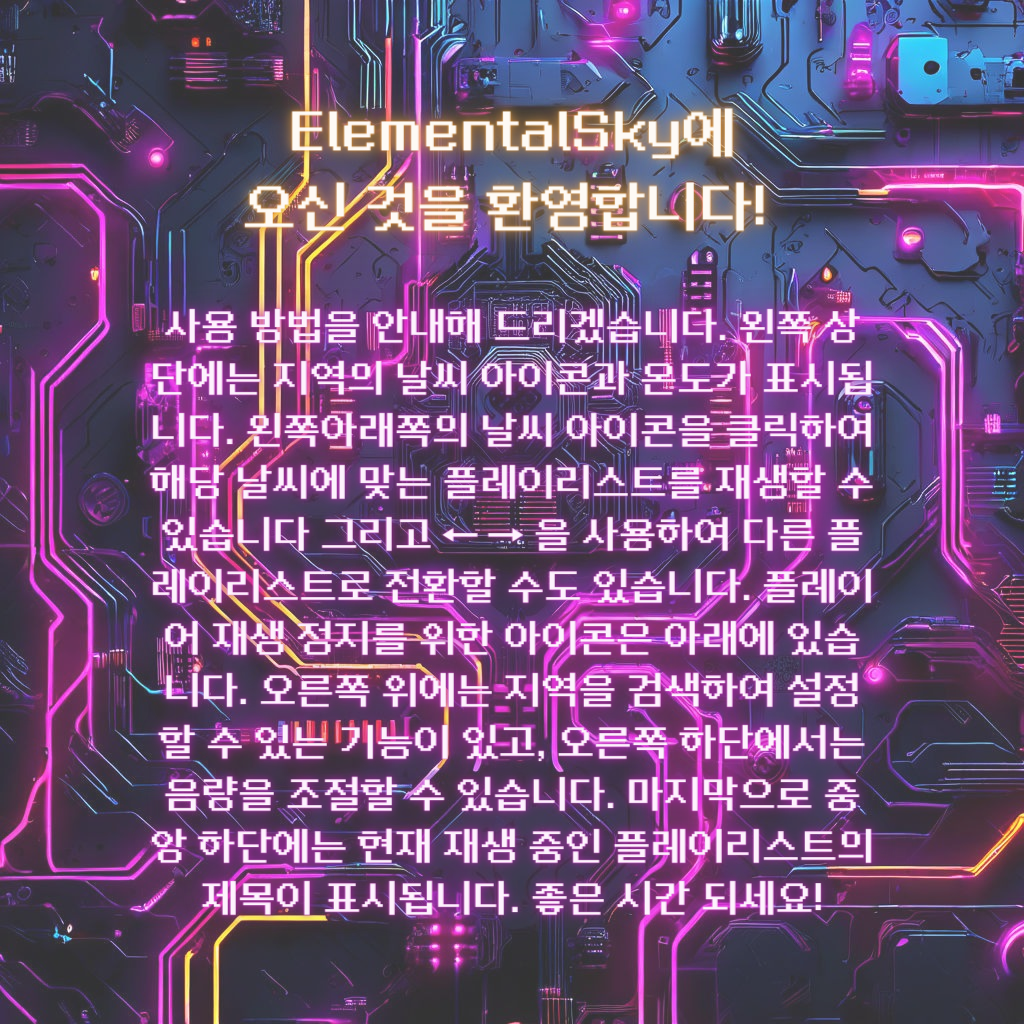 ElementalSky에
오신 것을 환영합니다!
사용 방법을 안내해 드리겠습니다. 왼쪽 상
단에는 지역의 날씨 아이콘과 온도가 표시됩
니다. 왼쪽아래쪽의 날씨 아이콘을 클릭하여
해당 날씨에 맞는 플레이리스트를 재생할 수
있습니다 그리고 ← → 을 사용하여 다른 플
레이리스트로 전환할 수도 있습니다. 플레이
어 재생 정지를 위한 아이콘은 아래에 있습
니다. 오른쪽 위에는 지역을 검색하여 설정
할 수 있는 기능이 있고, 오른쪽 하단에서는
음량을 조절할 수 있습니다. 마지막으로 중
앙 하단에는 현재 재생 중인 플레이리스트의
제목이 표시됩니다. 좋은 시간 되세요!